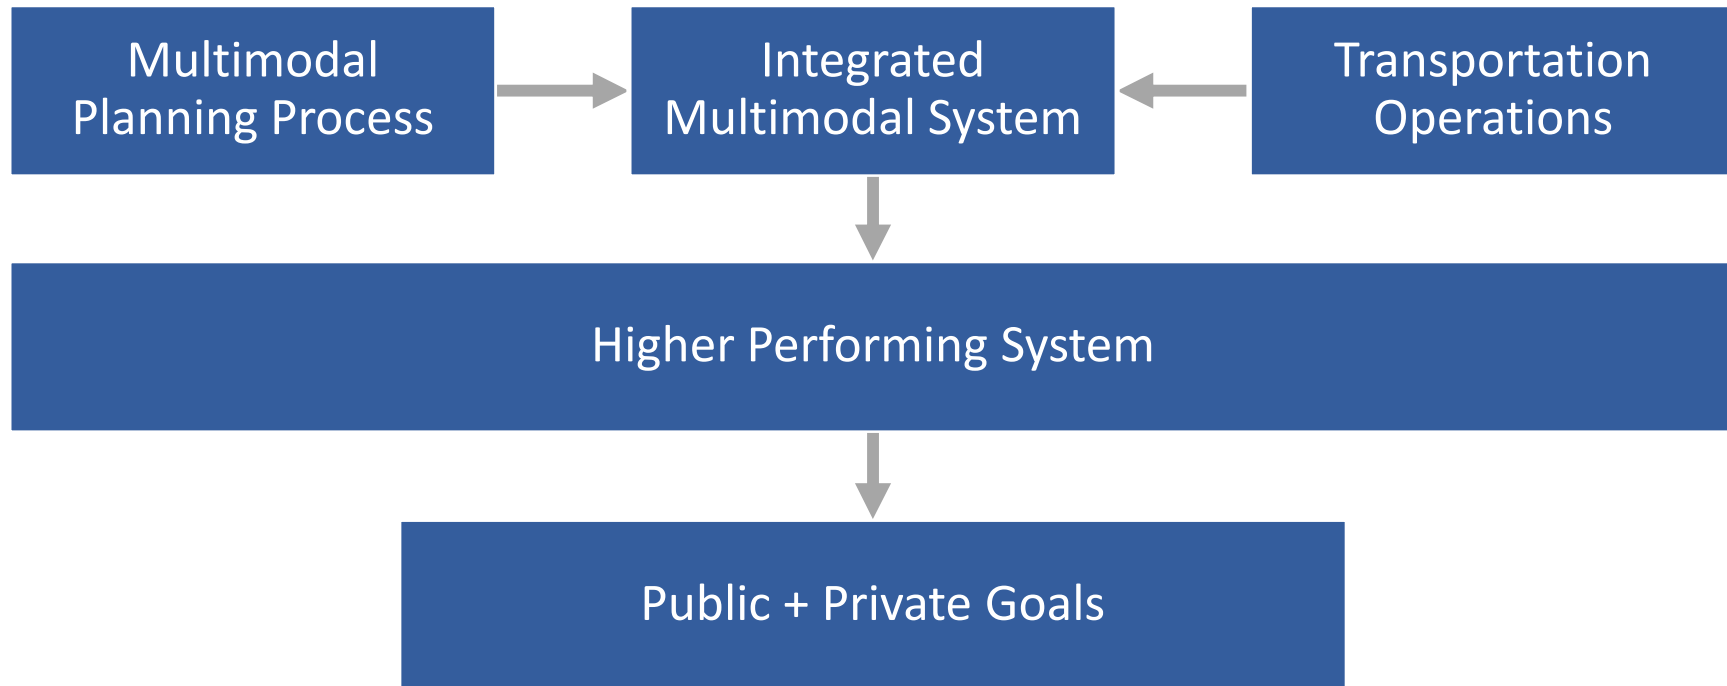 Multimodal
Planning Process
Integrated
Multimodal System
Transportation
Operations
Higher Performing System
Public + Private Goals